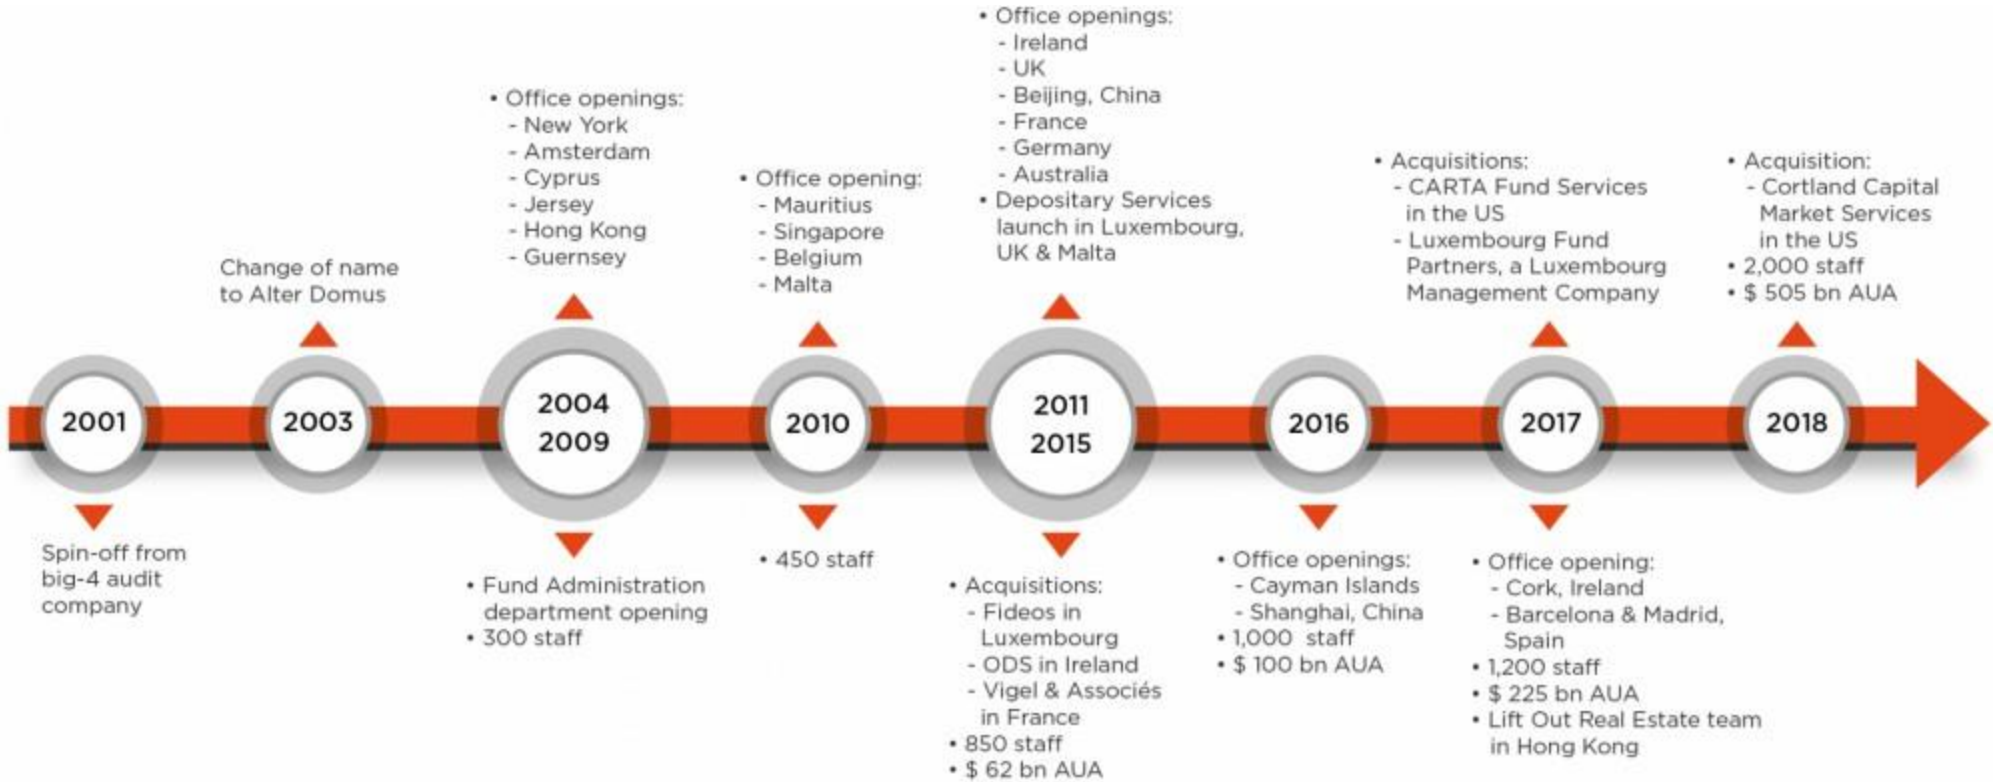 2001
Spin-off from
big-4 audit
company
Change of name
to Alter Domus
2003
• Office openings:
- New York
- Amsterdam
- Cyprus
- Jersey
- Hong Kong
- Guernsey
2004
2009
• Fund Administration
department opening
• 300 staff
• Office opening:
- Mauritius
- Singapore
- Belgium
- Malta
2010
• 450 staff
• Office openings:
- Ireland
- UK
- Beijing, China
- France
- Germany
- Australia
• Depositary Services
launch in Luxembourg,
UK & Malta
2011
2015
• Acquisitions:
- Fideos in
Luxembourg
- ODS in Ireland
- Vigel & Associés
in France
• 850 staff
• $ 62 bn AUA
2016
• Office openings:
- Cayman Islands
- Shanghai, China
• 1,000 staff
• $ 100 bn AUA
• Acquisitions:
- CARTA Fund Services
in the US
- Luxembourg Fund
Partners, a Luxembourg
Management Company
2017
• Office opening:
- Cork, Ireland
- Barcelona & Madrid,
Spain
• 1,200 staff
• $ 225 bn AUA
• Lift Out Real Estate team
in Hong Kong
• Acquisition:
- Cortland Capital
Market Services
in the US
• 2,000 staff
• $ 505 bn AUA
2018